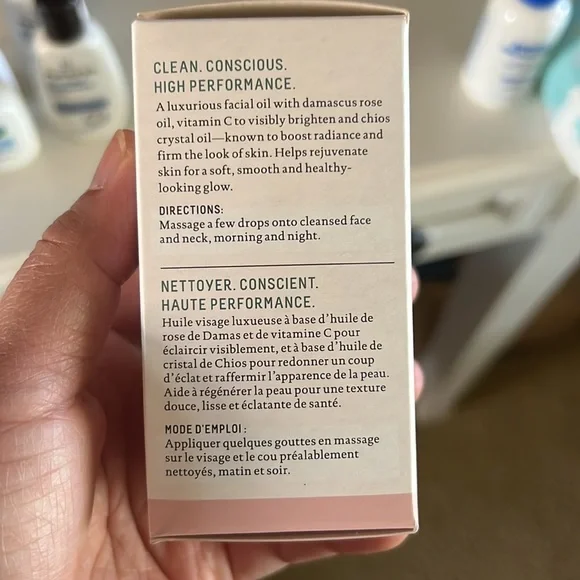 CLEAN. CONSCIOUS.
HIGH PERFORMANCE.
A luxurious facial oil with damascus rose
oil, vitamin C to visibly brighten and chios
crystal oil—known to boost radiance and
firm the look of skin. Helps rejuvenate
skin for a soft, smooth and healthy-
looking glow.
DIRECTIONS:
Massage a few drops onto cleansed face
and neck, morning and night.
NETTOYER. CONSCIENT.
HAUTE PERFORMANCE.
Huile visage luxueuse à base d'huile de
rose de Damas et de vitamine C pour
éclaircir visiblement, et à base d'huile de
cristal de Chios pour redonner un coup
d'éclat et raffermir l'apparence de la peau.
Aide à régénérer la peau pour une texture
douce, lisse et éclatante de santé.
MODE D'EMPLOI :
Appliquer quelques gouttes en massage
sur le visage et le cou préalablement
nettoyés, matin et soir.